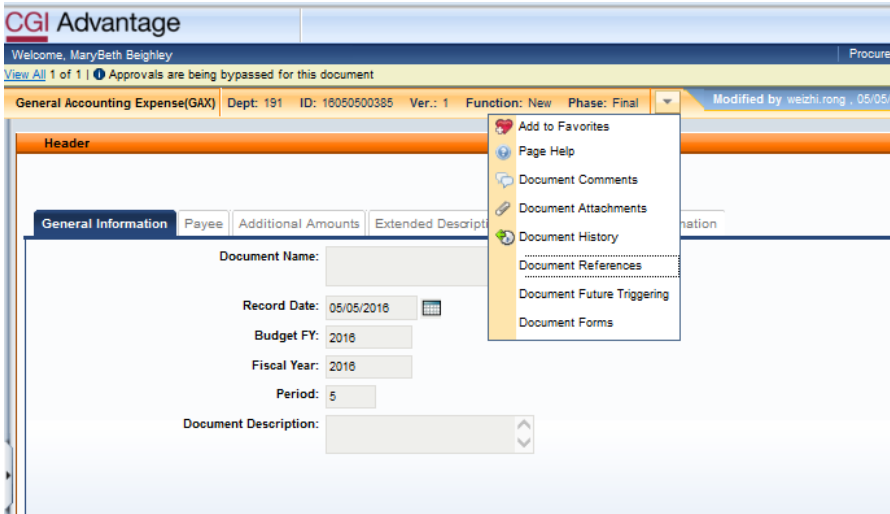 CGI Advantage
Welcome, MaryBeth Beighley Procure
View All 1 of 1 | Approvals are being bypassed for this document
General Accounting Expense(GAX) Dept: 191 ID: 16050500385 Ver.: 1 Function: New Phase: Final Modified by weizhi.rong , 05/05/
Add to Favorites
Header
Page Help
Document Comments
Document Attachments
General Information Payee Additional Amounts Extended Descripti nation
Document History
Document Name:
Document References
Document Future Triggering
Record Date: 05/05/2016
Document Forms
Budget FY: 2016
Fiscal Year: 2016
Period: 5
Document Description: